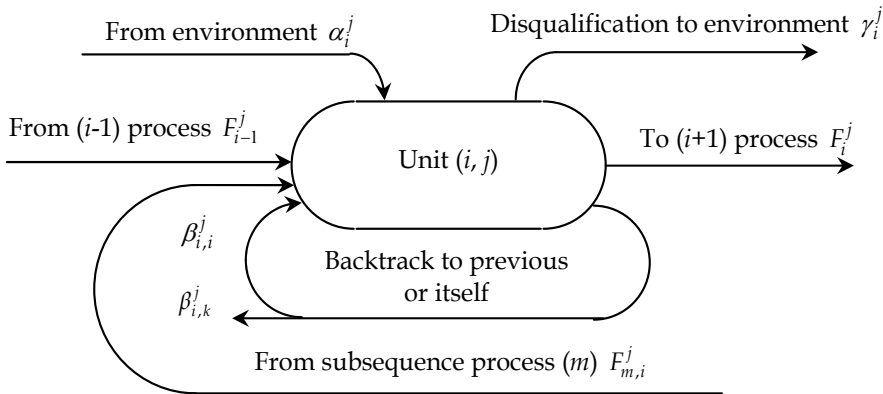 From environment α_i^j
Disqualification to environment γ_i^j
From (i-1) process F_{i-1}^j
Unit (i, j)
To (i+1) process F_i^j
β_{i,i}^j
Backtrack to previous
or itself
β_{i,k}^j
From subsequence process (m) F_{m,i}^j